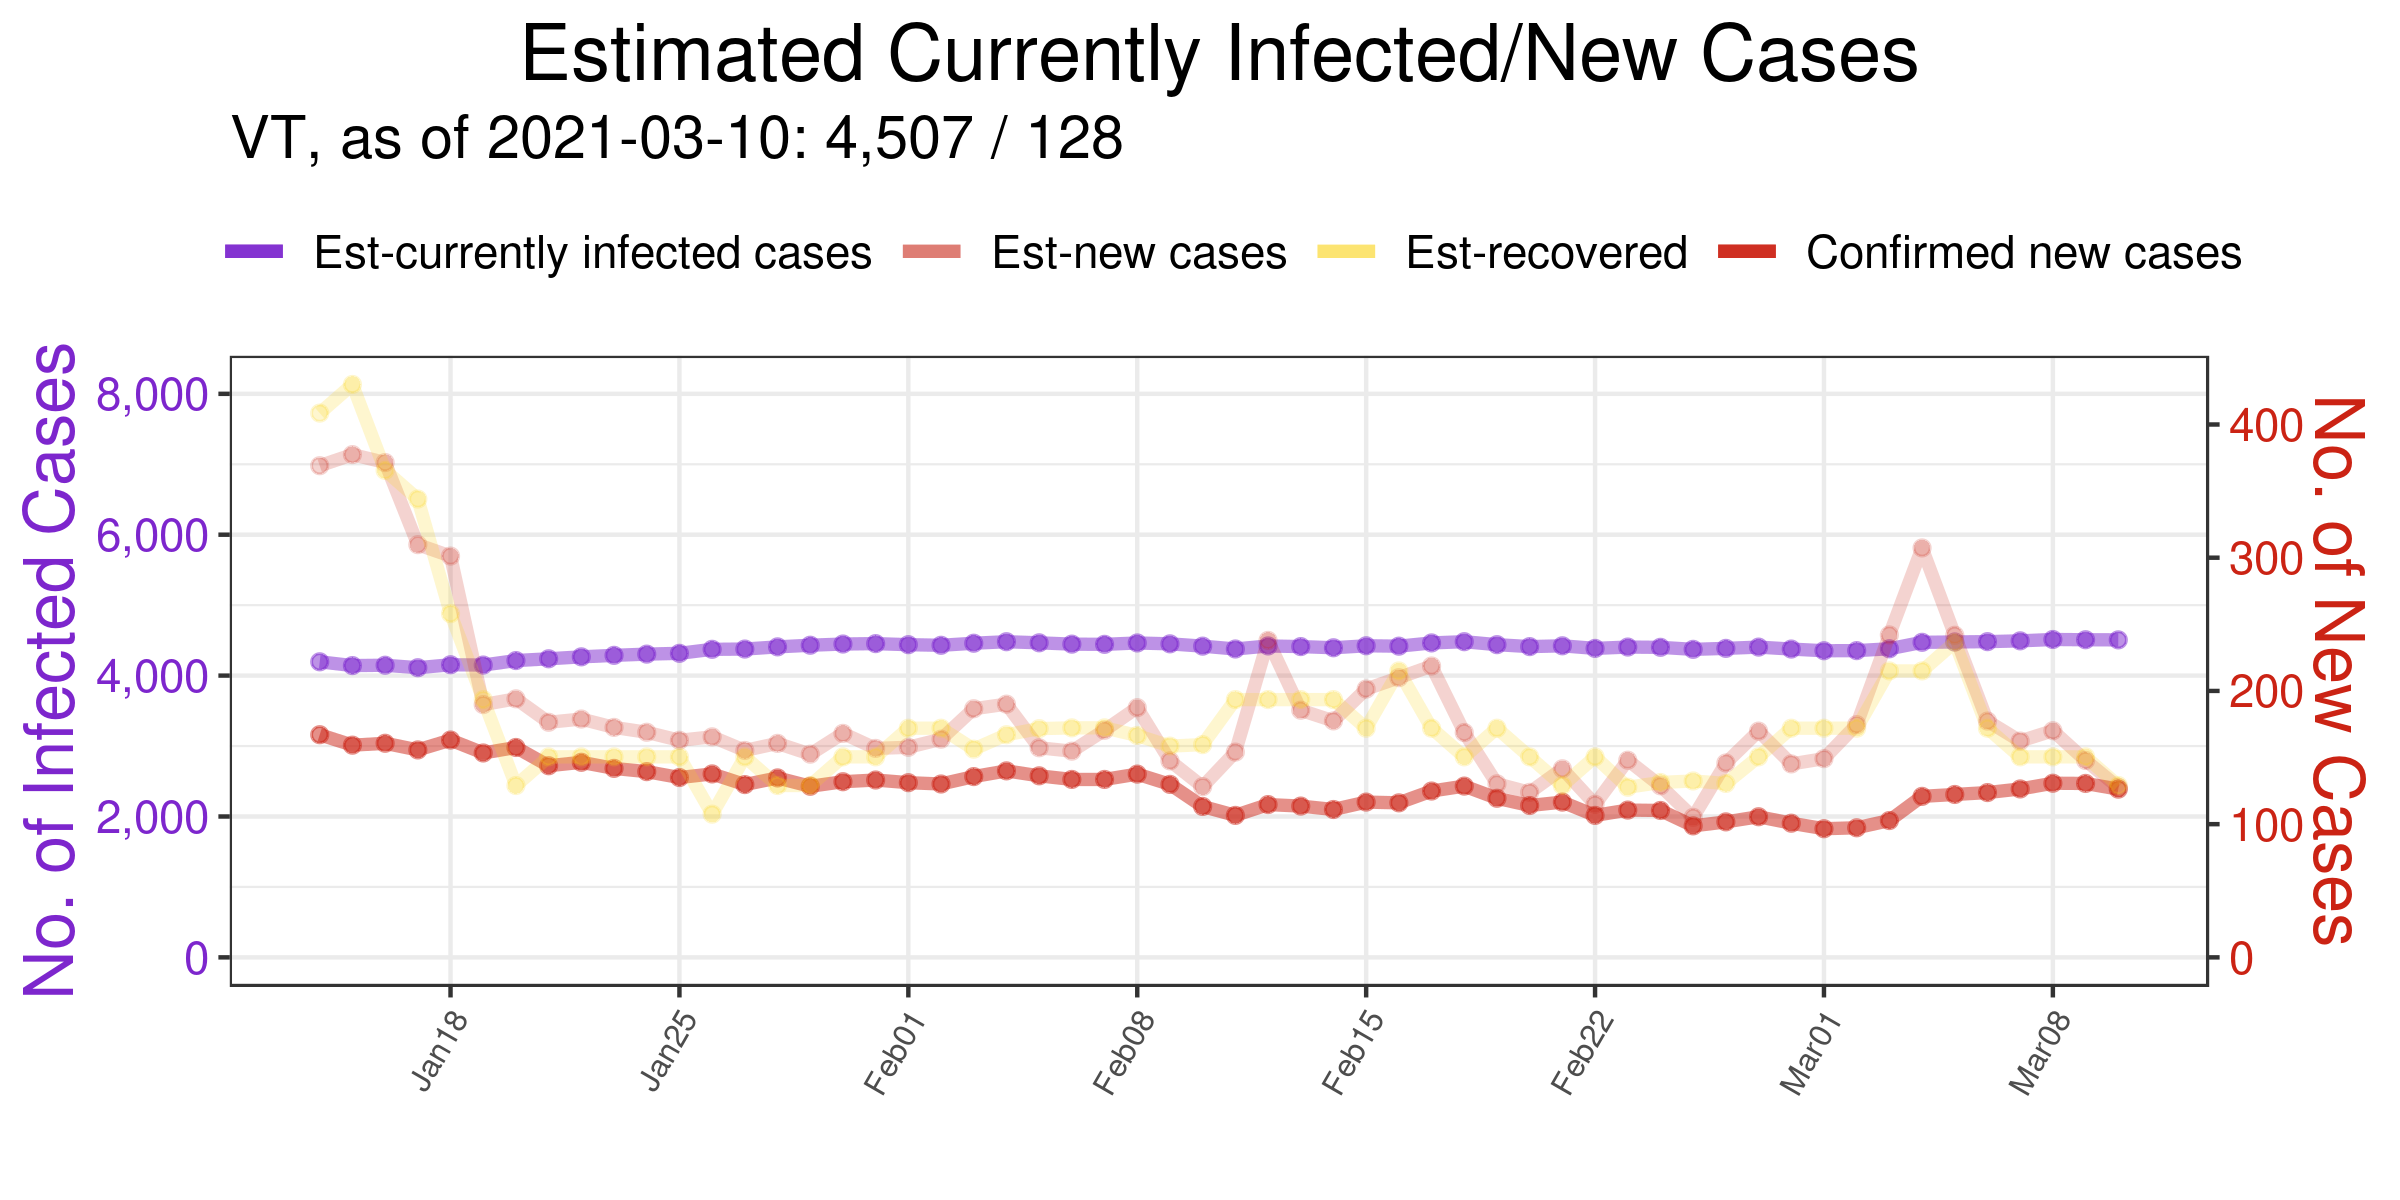 Estimated Currently Infected/New Cases
VT, as of 2021-03-10: 4,507 / 128
Est-currently infected cases Est-new cases Est-recovered Confirmed new cases
No. of Infected Cases
8,000
6,000
4,000
2,000
0
400
300
200
100
0
No. of New Cases
Jan18 Jan25 Feb01 Feb08 Feb15 Feb22 Mar01 Mar08